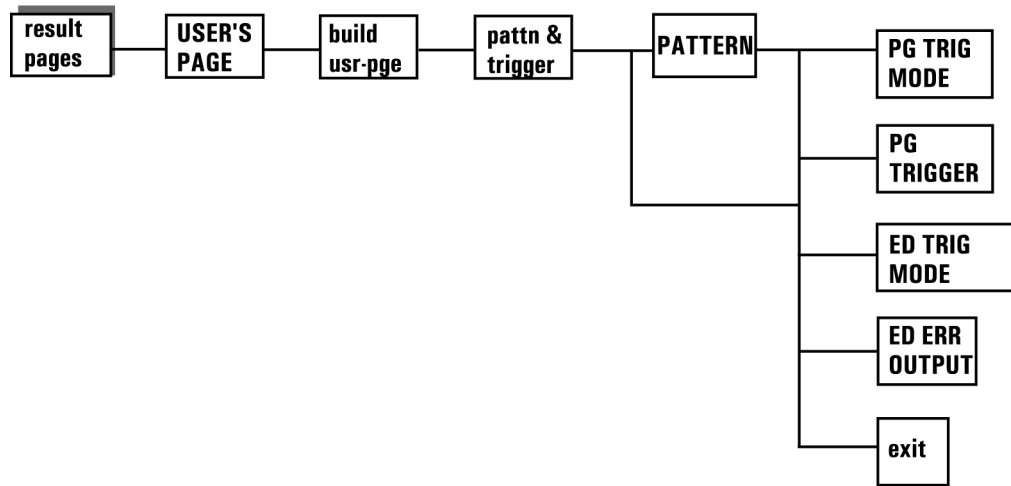 result
pages
USER'S
PAGE
build
usr-pge
pattn &
trigger
PATTERN
PG TRIG
MODE
PG
TRIGGER
ED TRIG
MODE
ED ERR
OUTPUT
exit